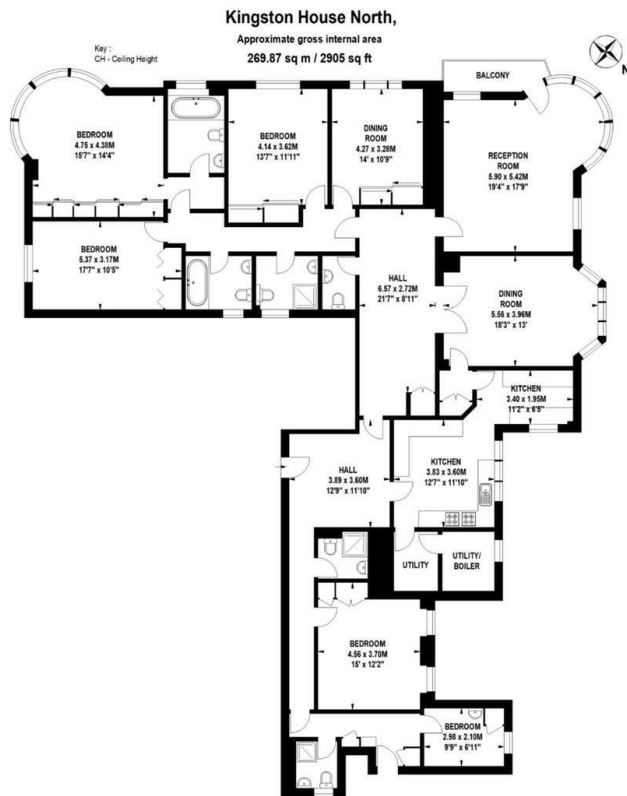 Kingston House North,
Approximate gross internal area
269.87 sq m / 2905 sq ft
Key :
CH - Ceiling Height
N
BALCONY
BEDROOM
4.75 x 4.38M
15'7" x 14'4"
BEDROOM
4.14 x 3.62M
13'7" x 11'11"
DINING
ROOM
4.27 x 3.28M
14' x 10'9"
RECEPTION
ROOM
5.90 x 5.42M
19'4" x 17'9"
BEDROOM
5.37 x 3.17M
17'7" x 10'5"
HALL
6.57 x 2.72M
21'7" x 8'11"
DINING
ROOM
5.56 x 3.96M
18'3" x 13'
KITCHEN
3.40 x 1.95M
11'2" x 6'5"
HALL
3.89 x 3.60M
12'9" x 11'10"
KITCHEN
3.83 x 3.60M
12'7" x 11'10"
UTILITY
UTILITY/
BOILER
BEDROOM
4.56 x 3.70M
15' x 12'2"
BEDROOM
2.98 x 2.10M
9'9" x 6'11"